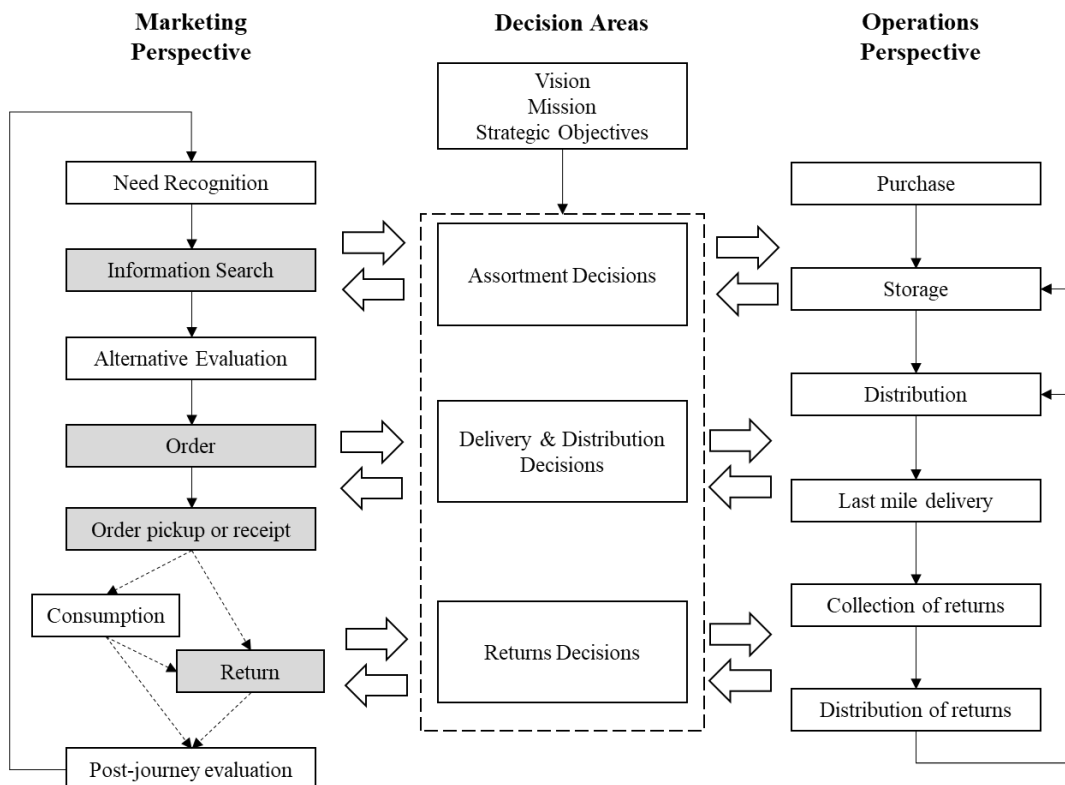 Marketing
Perspective
Decision Areas
Operations
Perspective
Vision
Mission
Strategic Objectives
Need Recognition
Information Search
Alternative Evaluation
Order
Order pickup or receipt
Consumption
Return
Post-journey evaluation
Assortment Decisions
Delivery & Distribution
Decisions
Returns Decisions
Purchase
Storage
Distribution
Last mile delivery
Collection of returns
Distribution of returns